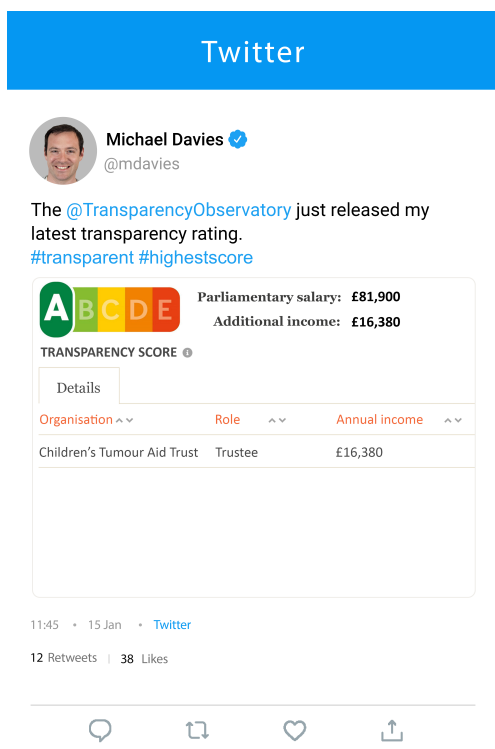 Twitter
Michael Davies
@mdavies
The @TransparencyObservatory just released my
latest transparency rating.
#transparent #highestscore
A B C D E
Parliamentary salary: £81,900
Additional income: £16,380
TRANSPARENCY SCORE
Details
Organisation Role Annual income
Children’s Tumour Aid Trust Trustee £16,380
11:45 • 15 Jan • Twitter
12 Retweets | 38 Likes